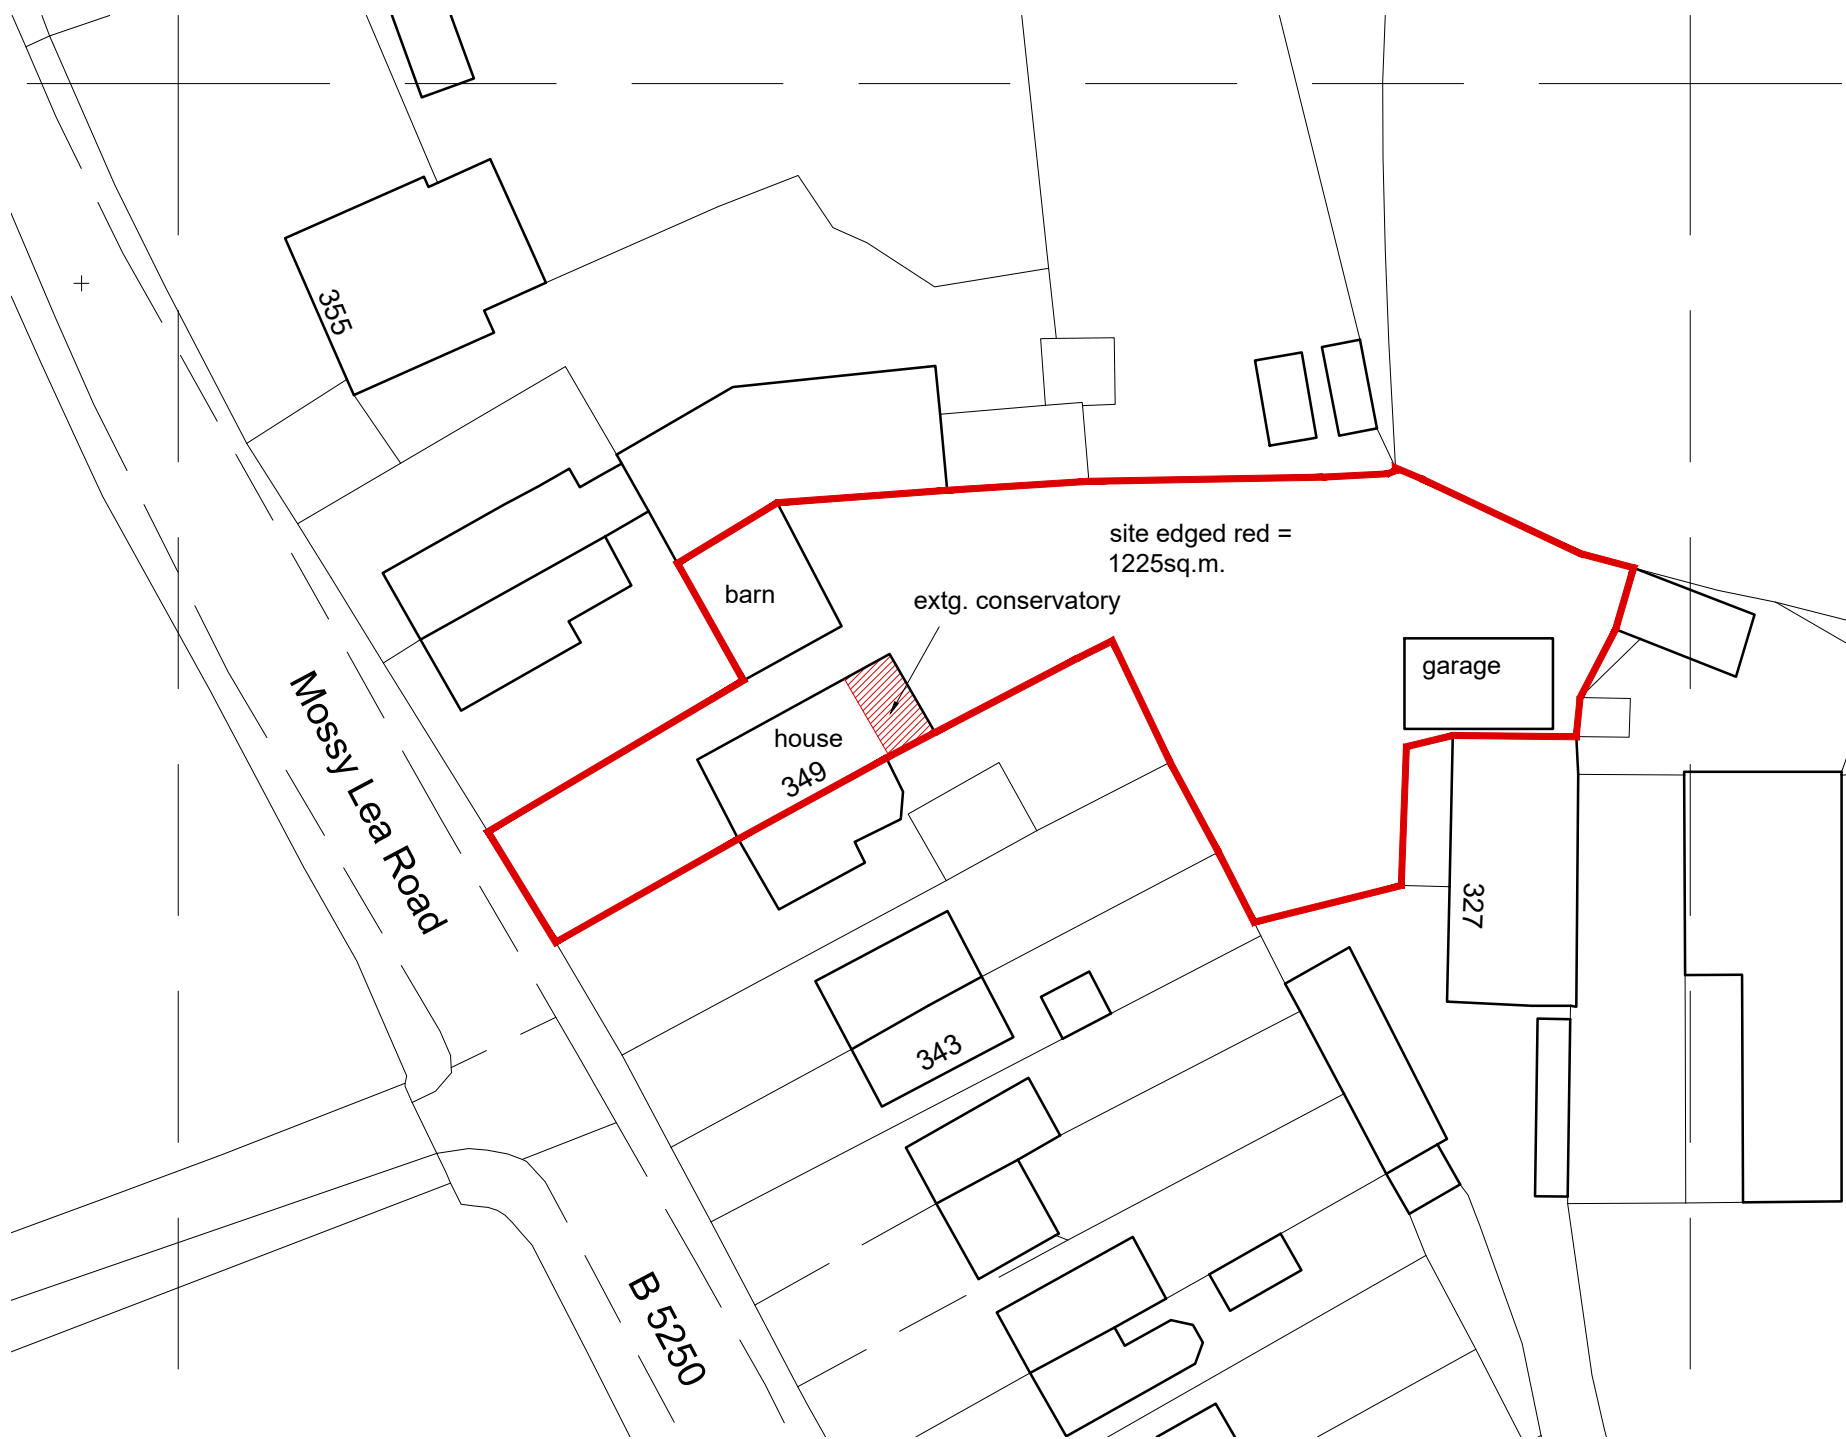 355
site edged red =
1225sq.m.
barn
extg. conservatory
garage
house
349
Mossy Lea Road
327
343
B 5250